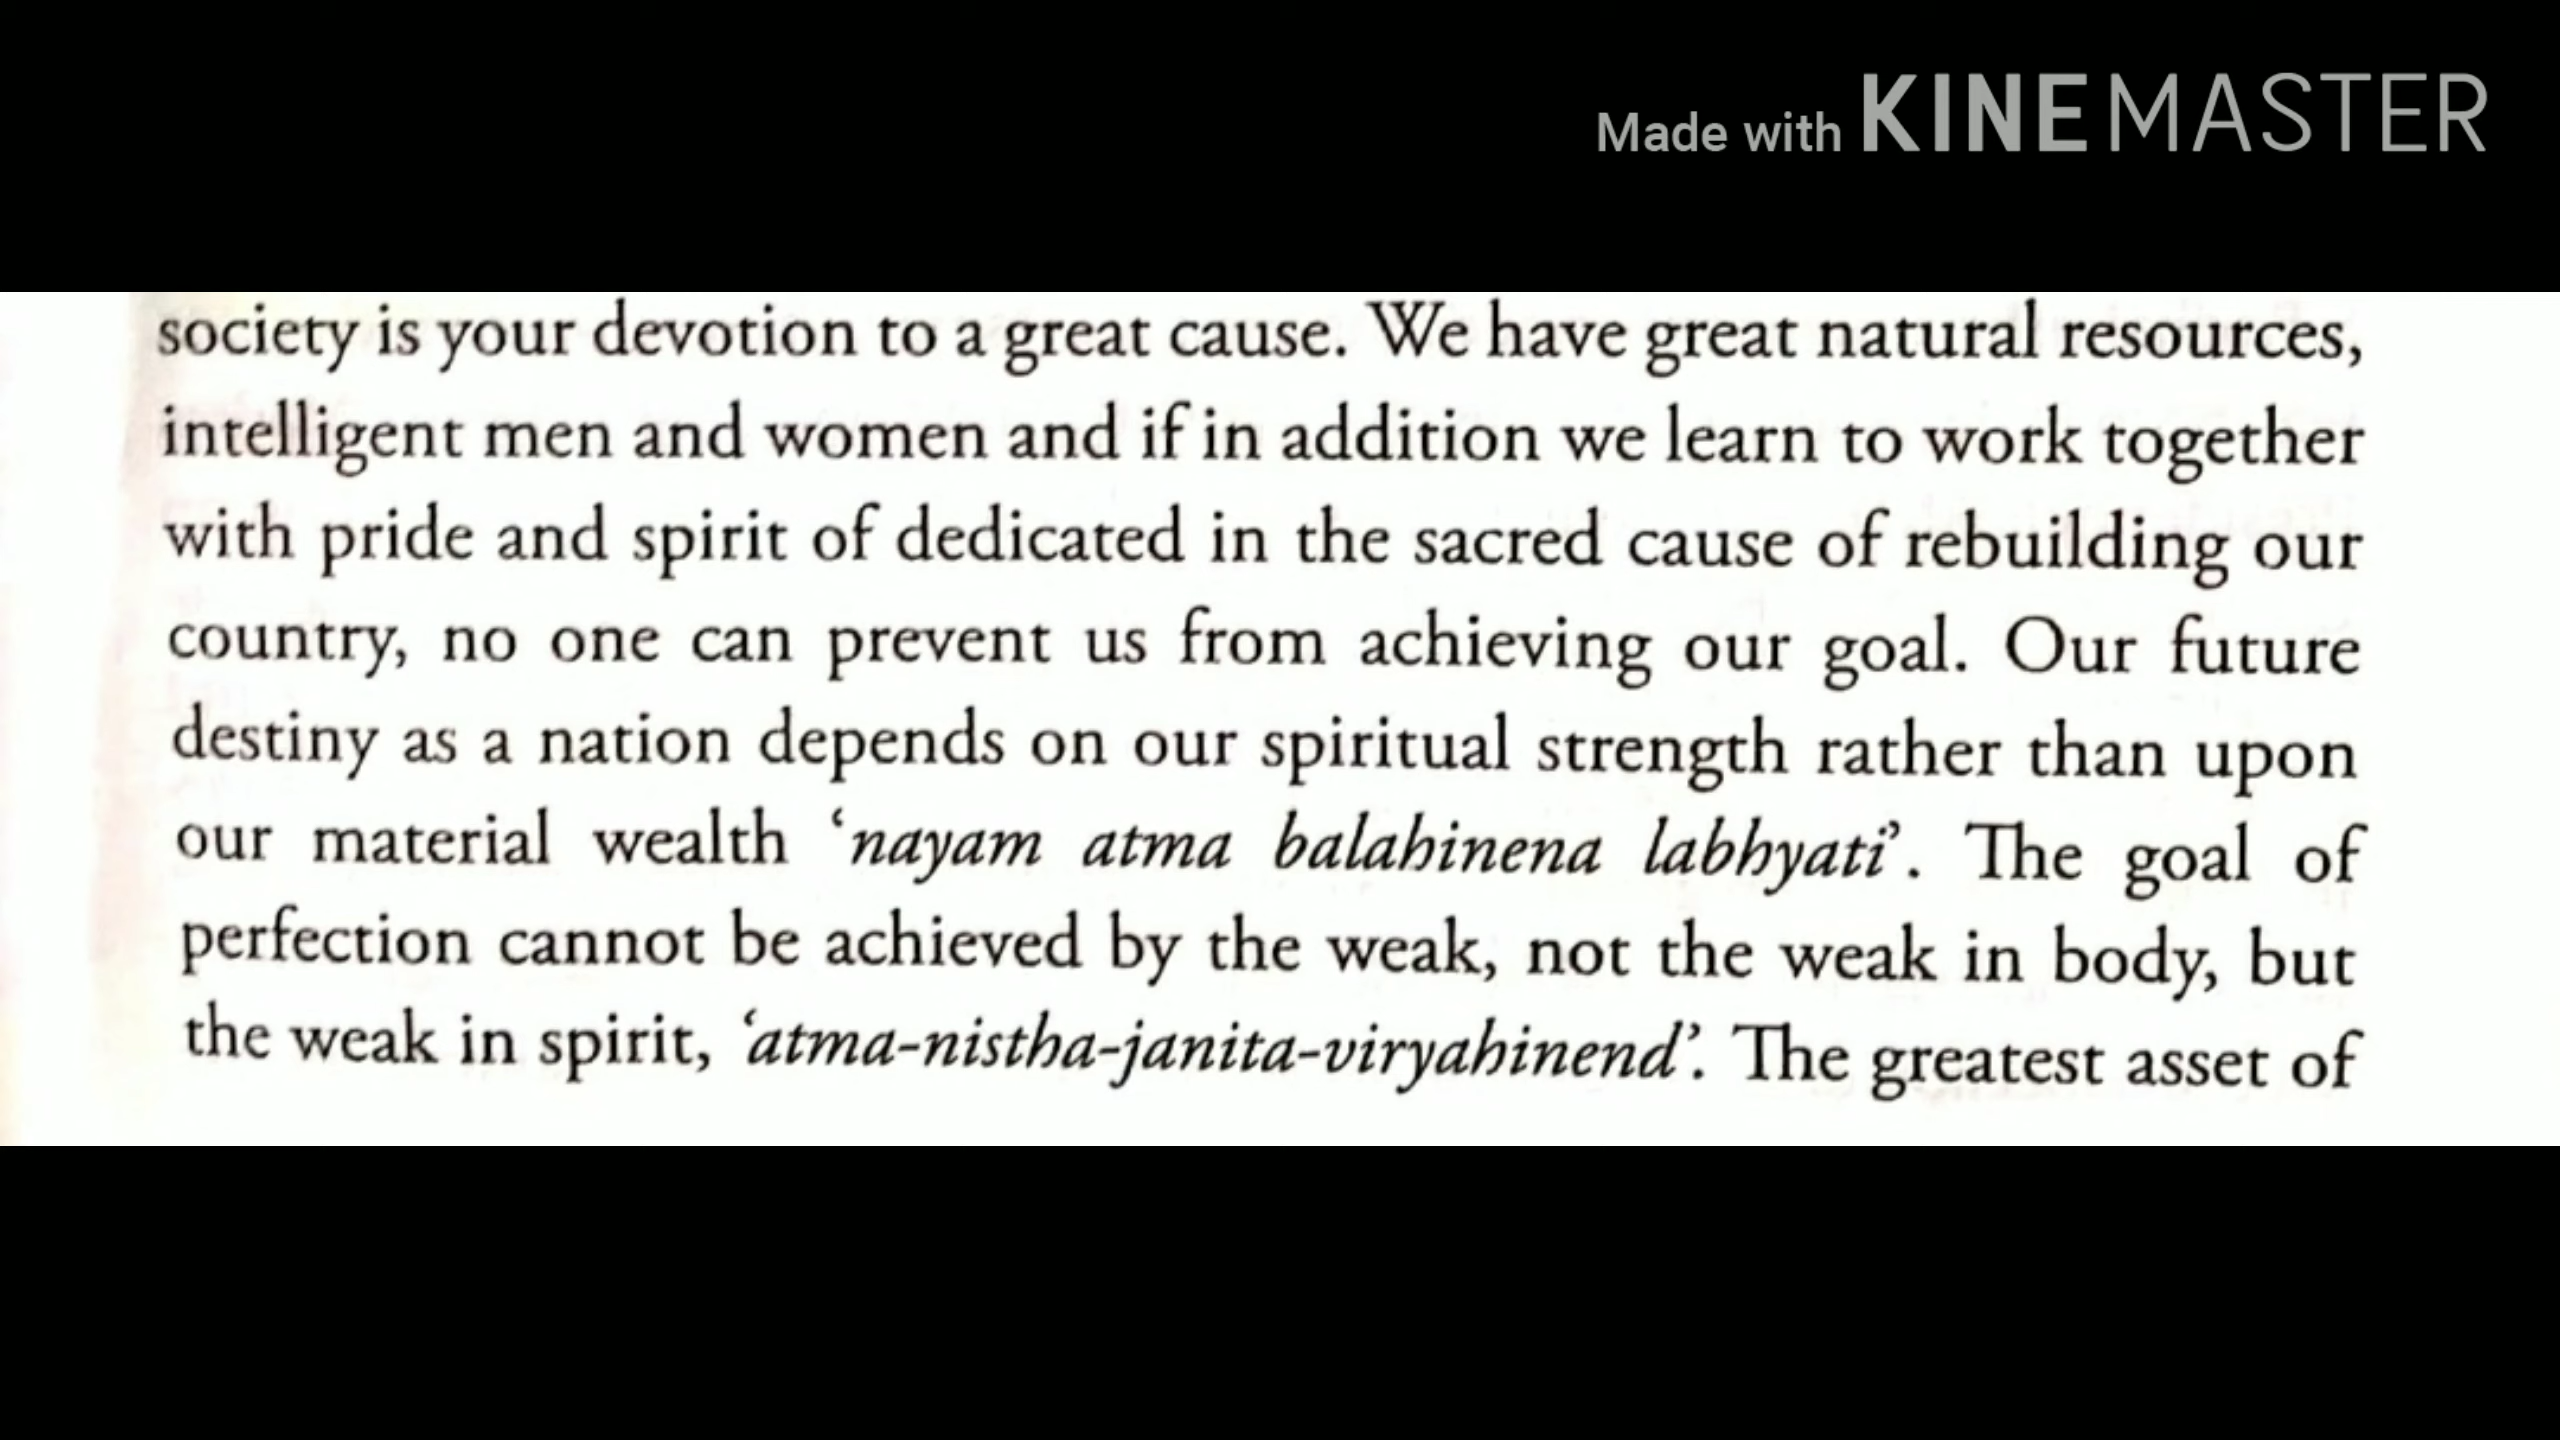 Made with KINEMASTER
society is your devotion to a great cause. We have great natural resources,
intelligent men and women and if in addition we learn to work together
with pride and spirit of dedicated in the sacred cause of rebuilding our
country, no one can prevent us from achieving our goal. Our future
destiny as a nation depends on our spiritual strength rather than upon
our material wealth ‘nayam atma balahinena labhyati’. The goal of
perfection cannot be achieved by the weak, not the weak in body, but
the weak in spirit, ‘atma-nistha-janita-viryahinend’. The greatest asset of